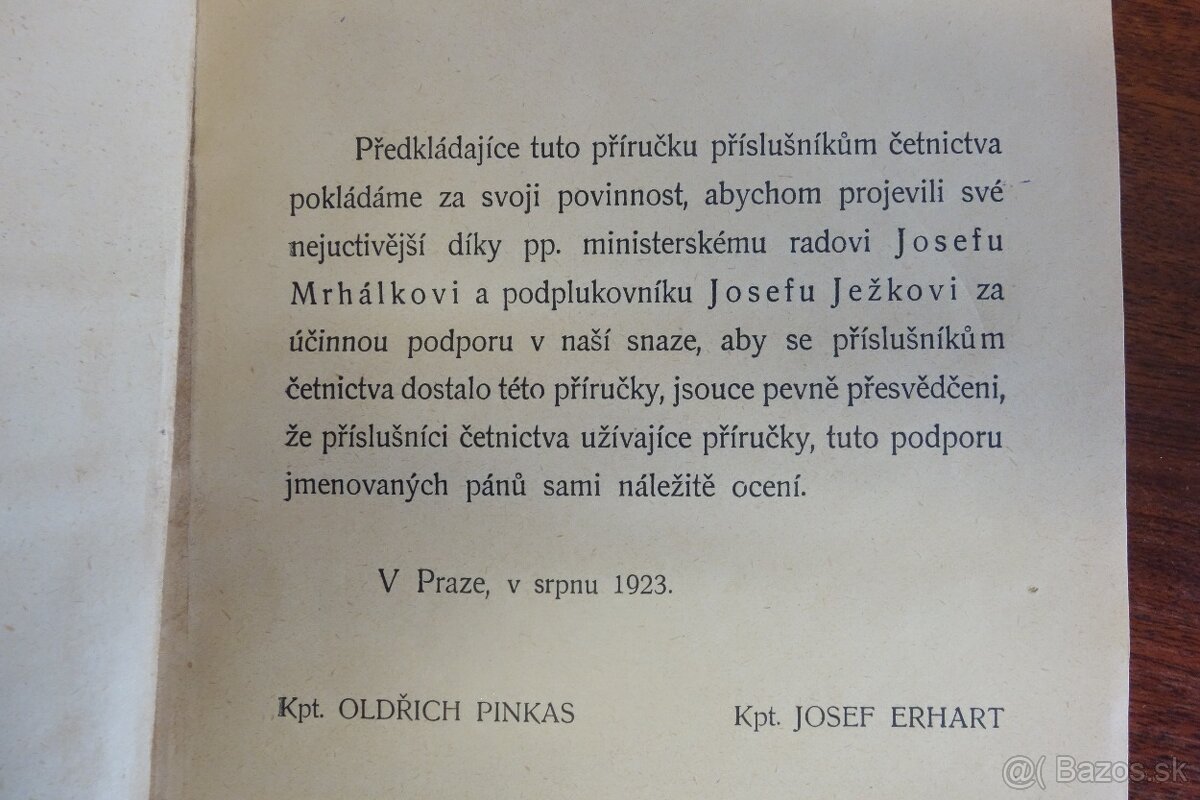 Předkládajíce tuto příručku příslušníkům četnictva
pokládáme za svoji povinnost, abychom projevili své
nejuctivější díky pp. ministerskému radovi Josefu
Mrhálkovi a podplukovníku Josefu Ježkovi za
účinnou podporu v naší snaze, aby se příslušníkům
četnictva dostalo této příručky, jsouce pevně přesvědčeni,
že příslušníci četnictva užívajíce příručky, tuto podporu
jmenovaných pánů sami náležitě ocení.
V Praze, v srpnu 1923.
Kpt. OLDŘICH PINKAS Kpt. JOSEF ERHART
@( Bazos.sk